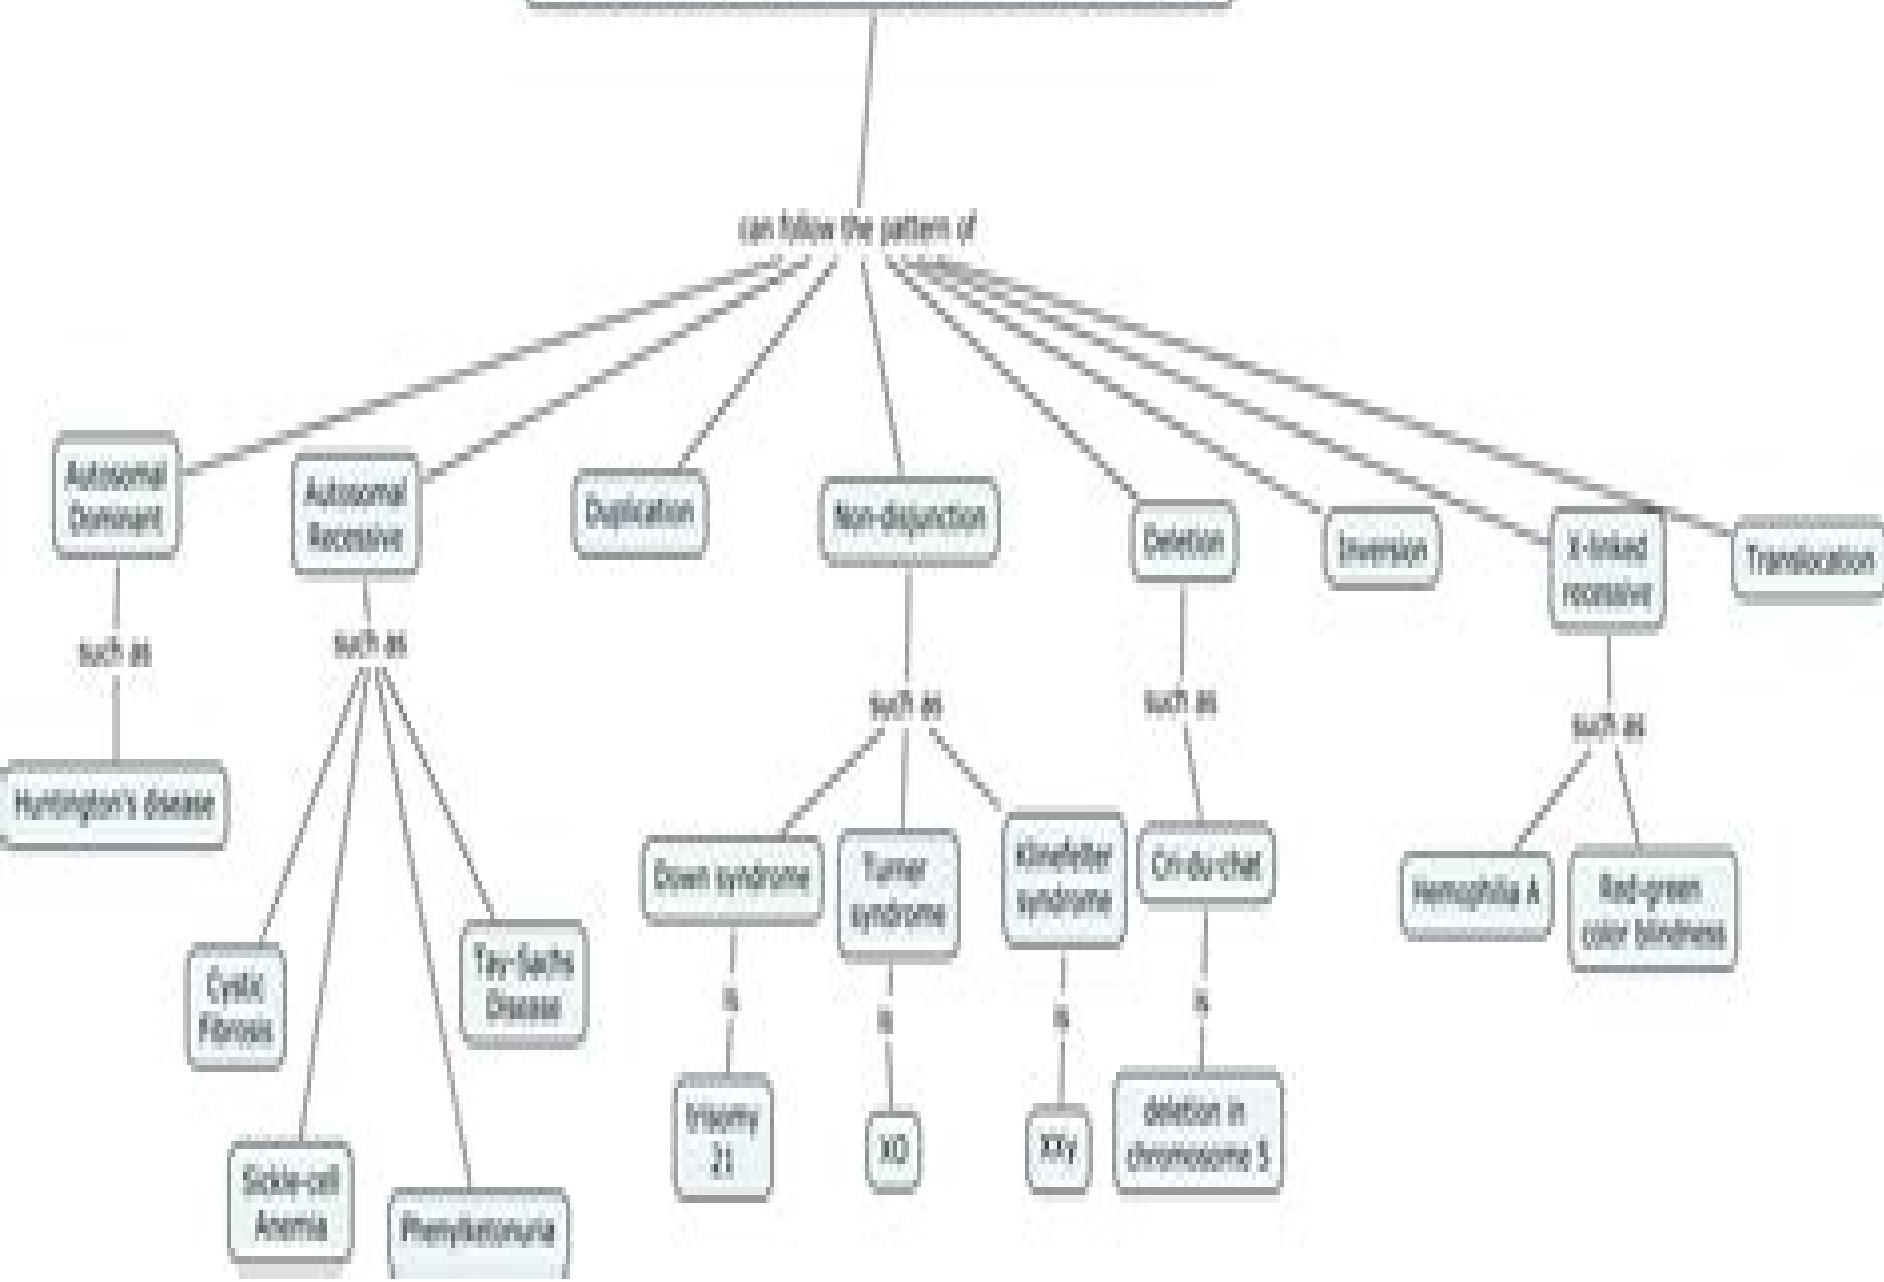 can follow the pattern of
Autosomal
Dominant
Autosomal
Recessive
Duplication
Non-disjunction
Deletion
Inversion
X-linked
recessive
Translocation
such as
such as
such as
such as
such as
Huntington's disease
Down syndrome
Turner
syndrome
Klinefelter
syndrome
Cri-du-chat
Hemophilia A
Red-green
color blindness
Cystic
Fibrosis
Tay-Sachs
Disease
is
is
is
is
trisomy
21
XO
XXy
deletion in
chromosome 5
Sickle-cell
Anemia
Phenylketonuria